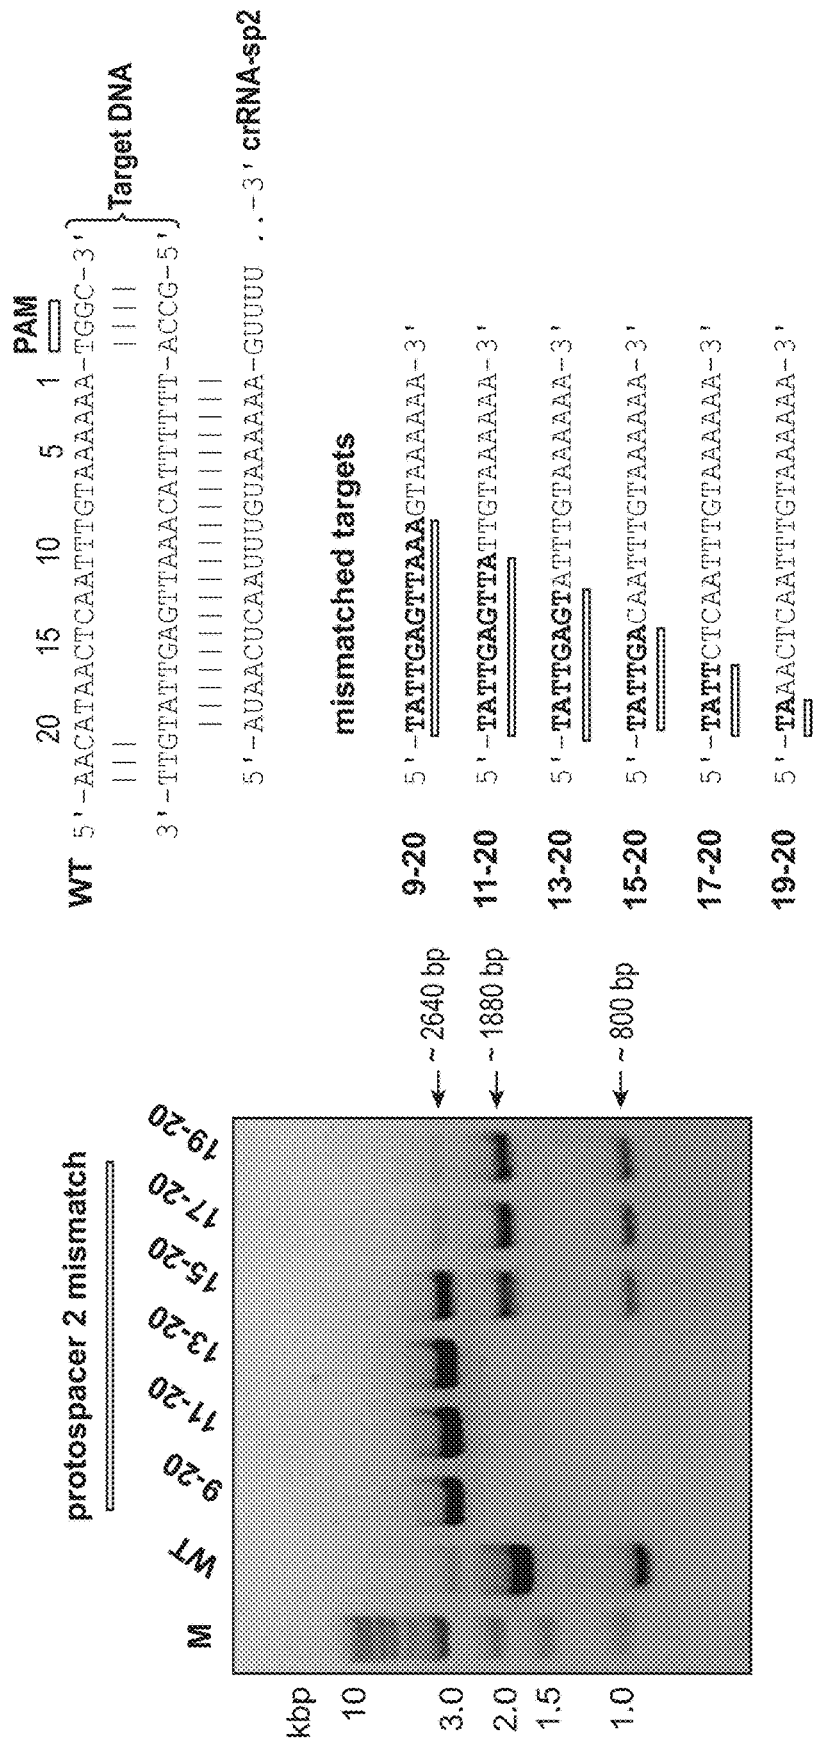 protospacer 2 mismatch
M WT 9-20 11-20 13-20 15-20 17-20 19-20
kbp
10
3.0
2.0
1.5
1.0
~ 2640 bp
~ 1880 bp
~ 800 bp
20 15 10 5 1 PAM
WT 5'-AACATAACTCAATTTGTAAAAAA-TGGC-3'
Target DNA
3'-TTGTATTGAGTTAAACATTTTTT-ACCG-5'
5'-AUAACUCAAUUUGUAAAAAA-GUUUU ..-3' crRNA-sp2
mismatched targets
9-20 5'-TATTGAGTTAAAGTAAAAAA-3'
11-20 5'-TATTGAGTTATTGTAAAAAA-3'
13-20 5'-TATTGAGTATTTGTAAAAAA-3'
15-20 5'-TATTGACAATTTGTAAAAAA-3'
17-20 5'-TATTCTCAATTTGTAAAAAA-3'
19-20 5'-TAAACTCAATTTGTAAAAAA-3'